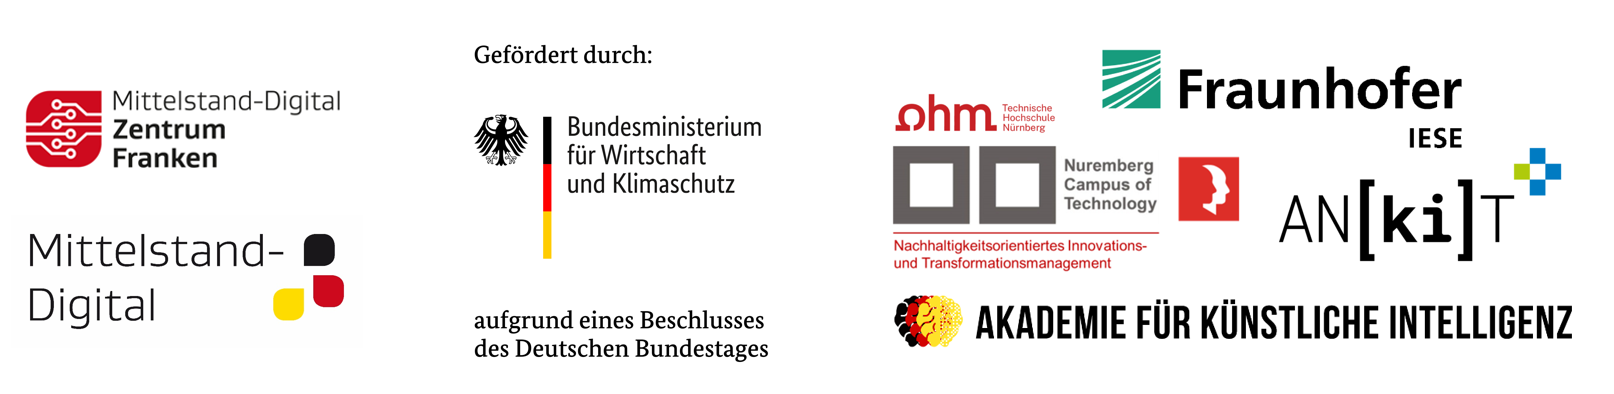 Mittelstand-Digital
Zentrum
Franken
Mittelstand-
Digital
Gefördert durch:
Bundesministerium
für Wirtschaft
und Klimaschutz
aufgrund eines Beschlusses
des Deutschen Bundestages
ohm Technische
Hochschule
Nürnberg
Nuremberg
Campus of
Technology
Nachhaltigkeitsorientiertes Innovations-
und Transformationsmanagement
Fraunhofer
IESE
AN[ki]T
AKADEMIE FÜR KÜNSTLICHE INTELLIGENZ